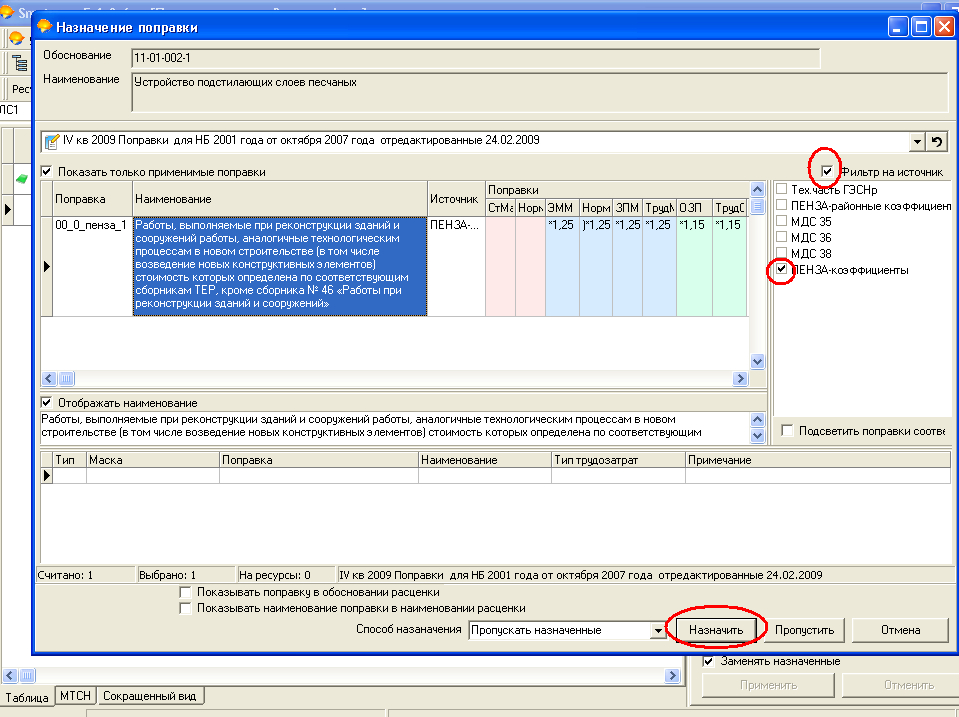 Назначение поправки
Обоснование 11-01-002-1
Наименование Устройство подстилающих слоев песчаных
Рес
ЛС1
IV кв 2009 Поправки для НБ 2001 года от октября 2007 года отредактированные 24.02.2009
Показать только применимые поправки
Фильтр на источник
Поправка Наименование Источник Поправки
СтМа Норм ЭММ Норм ЗПМ ТрудМ ОЗП ТрудС
00_0_пенза_1 Работы, выполняемые при реконструкции зданий и ПЕНЗА-... *1,25 )*1,25 *1,25 *1,25 *1,15 *1,15
сооружений работы, аналогичные технологическим
процессам в новом строительстве (в том числе
возведение новых конструктивных элементов)
стоимость которых определена по соответствующим
сборникам ТЕР, кроме сборника № 46 «Работы при
реконструкции зданий и сооружений»
Тех.часть ГЭСНр
ПЕНЗА-районные коэффициент
МДС 35
МДС 36
МДС 38
ПЕНЗА-коэффициенты
Отображать наименование
Работы, выполняемые при реконструкции зданий и сооружений работы, аналогичные технологическим процессам в новом
строительстве (в том числе возведение новых конструктивных элементов) стоимость которых определена по соответствующим
Подсветить поправки соотве
Тип Маска Поправка Наименование Тип трудозатрат Примечание
Считано: 1 Выбрано: 1 На ресурсы: 0 IV кв 2009 Поправки для НБ 2001 года от октября 2007 года отредактированные 24.02.2009
Показывать поправку в обосновании расценки
Показывать наименование поправки в наименовании расценки
Способ назаначения Пропускать назначенные Назначить Пропустить Отмена
Заменять назначенные
Применить Отменить
Таблица МТСН Сокращенный вид